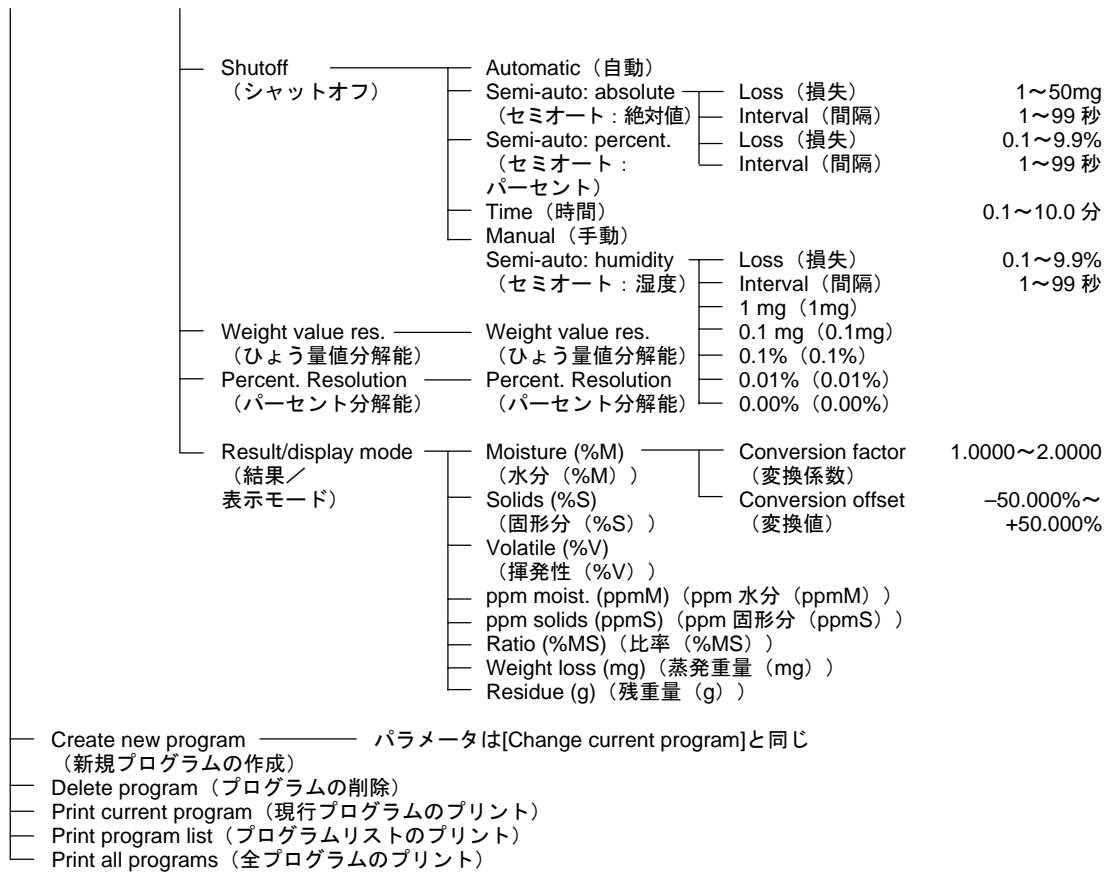 Shutoff Automatic（自動）
（シャットオフ） Semi-auto: absolute Loss（損失） 1～50mg
（セミオート：絶対値） Interval（間隔） 1～99 秒
Semi-auto: percent. Loss（損失） 0.1～9.9%
（セミオート： Interval（間隔） 1～99 秒
パーセント）
Time（時間） 0.1～10.0 分
Manual（手動）
Semi-auto: humidity Loss（損失） 0.1～9.9%
（セミオート：湿度） Interval（間隔） 1～99 秒
1 mg（1mg）
Weight value res. Weight value res. 0.1 mg（0.1mg）
（ひょう量値分解能） （ひょう量値分解能） 0.1%（0.1%）
Percent. Resolution Percent. Resolution 0.01%（0.01%）
（パーセント分解能） （パーセント分解能） 0.00%（0.00%）
Result/display mode Moisture (%M) Conversion factor 1.0000～2.0000
（結果／ （水分（%M）） （変換係数）
表示モード） Solids (%S) Conversion offset –50.000%～
（固形分（%S）） （変換値） +50.000%
Volatile (%V)
（揮発性（%V））
ppm moist. (ppmM)（ppm 水分（ppmM））
ppm solids (ppmS)（ppm 固形分（ppmS））
Ratio (%MS)（比率（%MS））
Weight loss (mg)（蒸発重量（mg））
Residue (g)（残重量（g））
Create new program パラメータは[Change current program]と同じ
（新規プログラムの作成）
Delete program（プログラムの削除）
Print current program（現行プログラムのプリント）
Print program list（プログラムリストのプリント）
Print all programs（全プログラムのプリント）